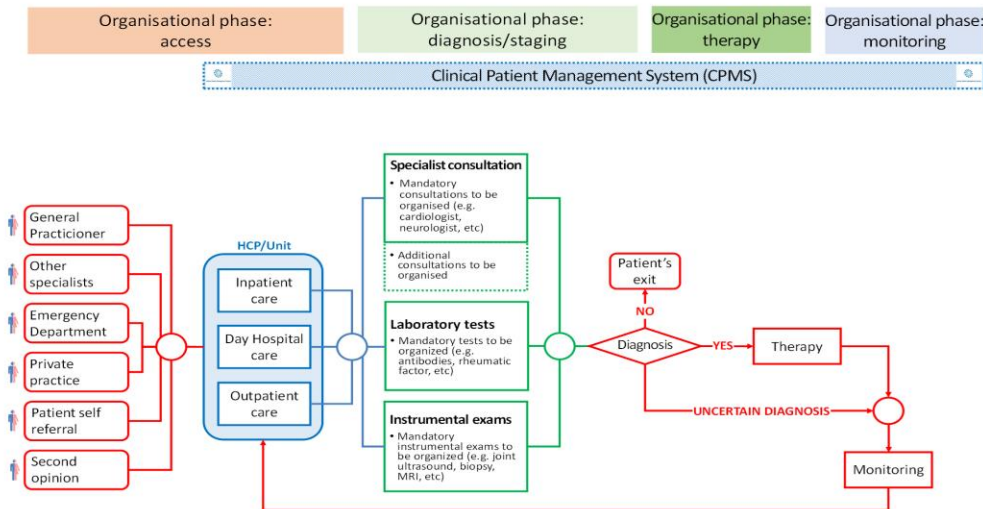 Organisational phase:
access
Organisational phase:
diagnosis/staging
Organisational phase:
therapy
Organisational phase:
monitoring
Clinical Patient Management System (CPMS)
General
Practicioner
Other
specialists
Emergency
Department
Private
practice
Patient self
referral
Second
opinion
HCP/Unit
Inpatient
care
Day Hospital
care
Outpatient
care
Specialist consultation
• Mandatory
consultations to be
organised (e.g.
cardiologist,
neurologist, etc)
• Additional
consultations to be
organised
Laboratory tests
• Mandatory tests to be
organized (e.g.
antibodies, rheumatic
factor, etc)
Instrumental exams
• Mandatory
instrumental exams to
be organized (e.g. joint
ultrasound, biopsy,
MRI, etc)
Patient's
exit
NO
Diagnosis
YES
Therapy
UNCERTAIN DIAGNOSIS
Monitoring